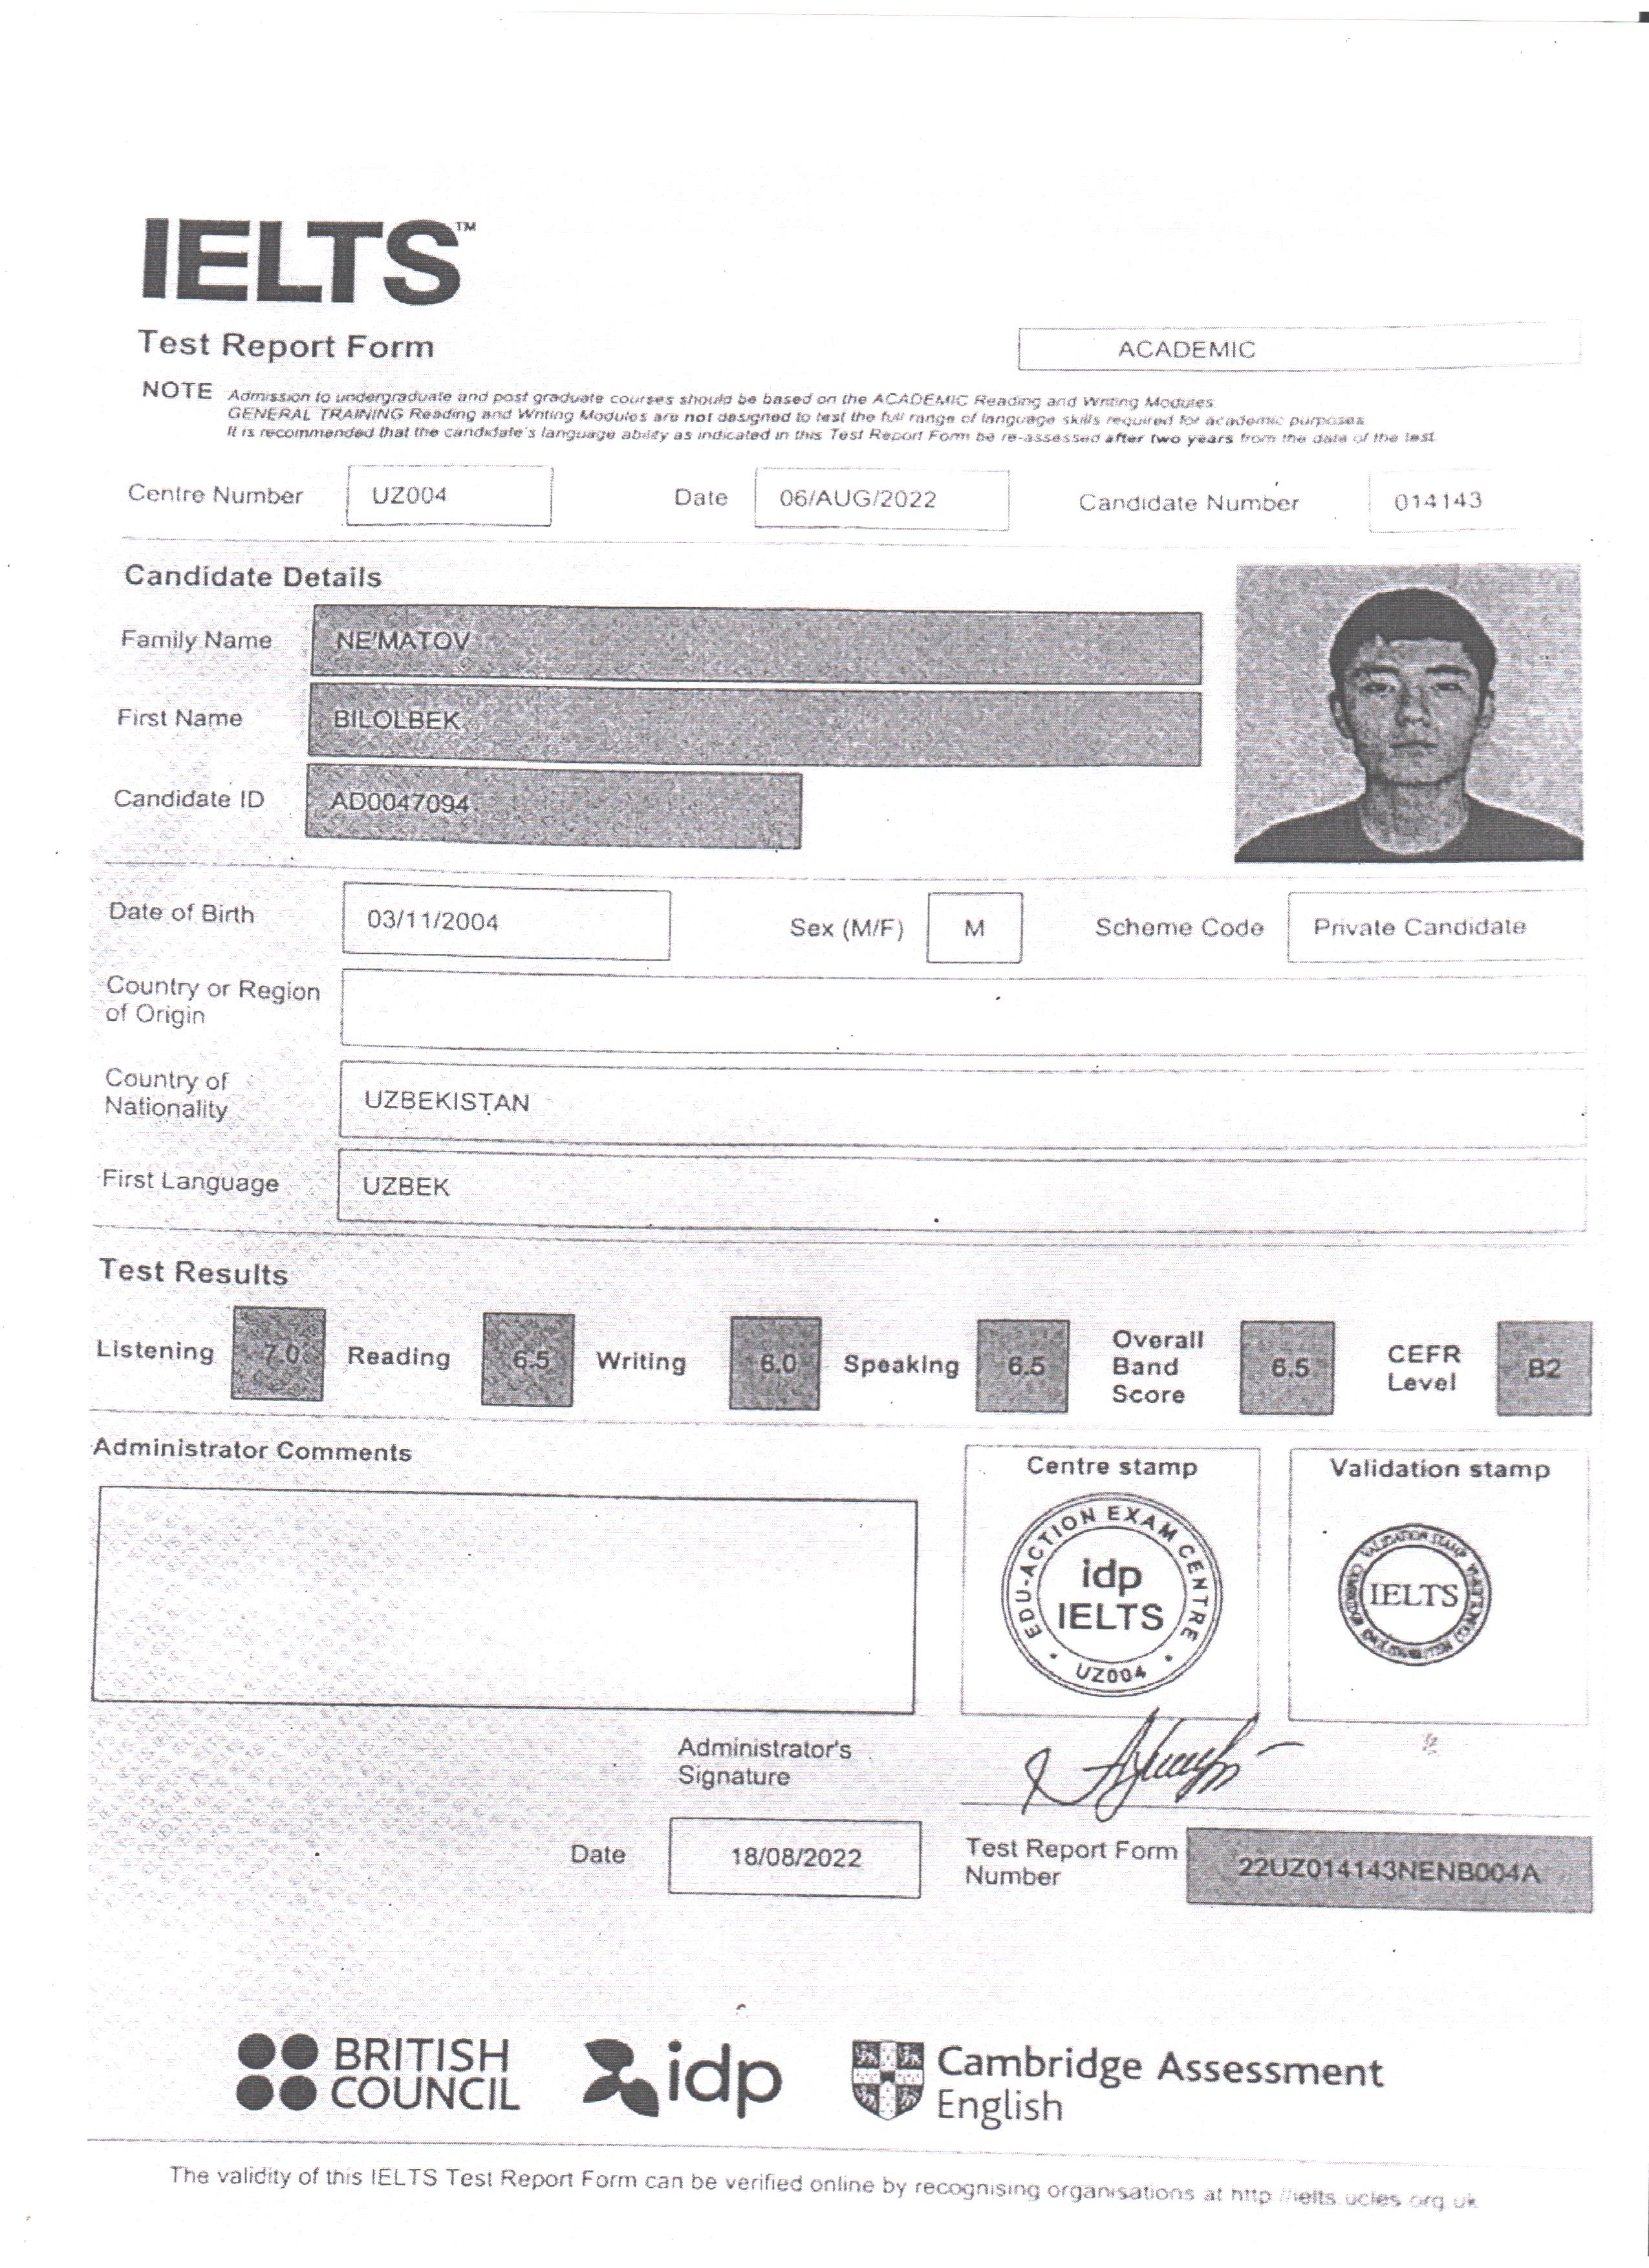 IELTS™
Test Report Form
ACADEMIC
NOTE Admission to undergraduate and post graduate courses should be based on the ACADEMIC Reading and Writing Modules.
GENERAL TRAINING Reading and Writing Modules are not designed to test the full range of language skills required for academic purposes.
It is recommended that the candidate's language ability as indicated in this Test Report Form be re-assessed after two years from the date of the test.
Centre Number UZ004 Date 06/AUG/2022 Candidate Number 014143
Candidate Details
Family Name NE'MATOV
First Name BILOLBEK
Candidate ID AD0047094
Date of Birth 03/11/2004 Sex (M/F) M Scheme Code Private Candidate
Country or Region
of Origin
Country of
Nationality UZBEKISTAN
First Language UZBEK
Test Results
Listening 7.0 Reading 6.5 Writing 6.0 Speaking 6.5 Overall Band Score 6.5 CEFR Level B2
Administrator Comments
Centre stamp
EDU-ACTION EXAM CENTRE
idp
IELTS
UZ004
Validation stamp
VALIDATION STAMP
IELTS
Administrator's
Signature
Date 18/08/2022
Test Report Form
Number 22UZ014143NENB004A
BRITISH
COUNCIL
idp
Cambridge Assessment
English
The validity of this IELTS Test Report Form can be verified online by recognising organisations at http://ielts.ucles.org.uk